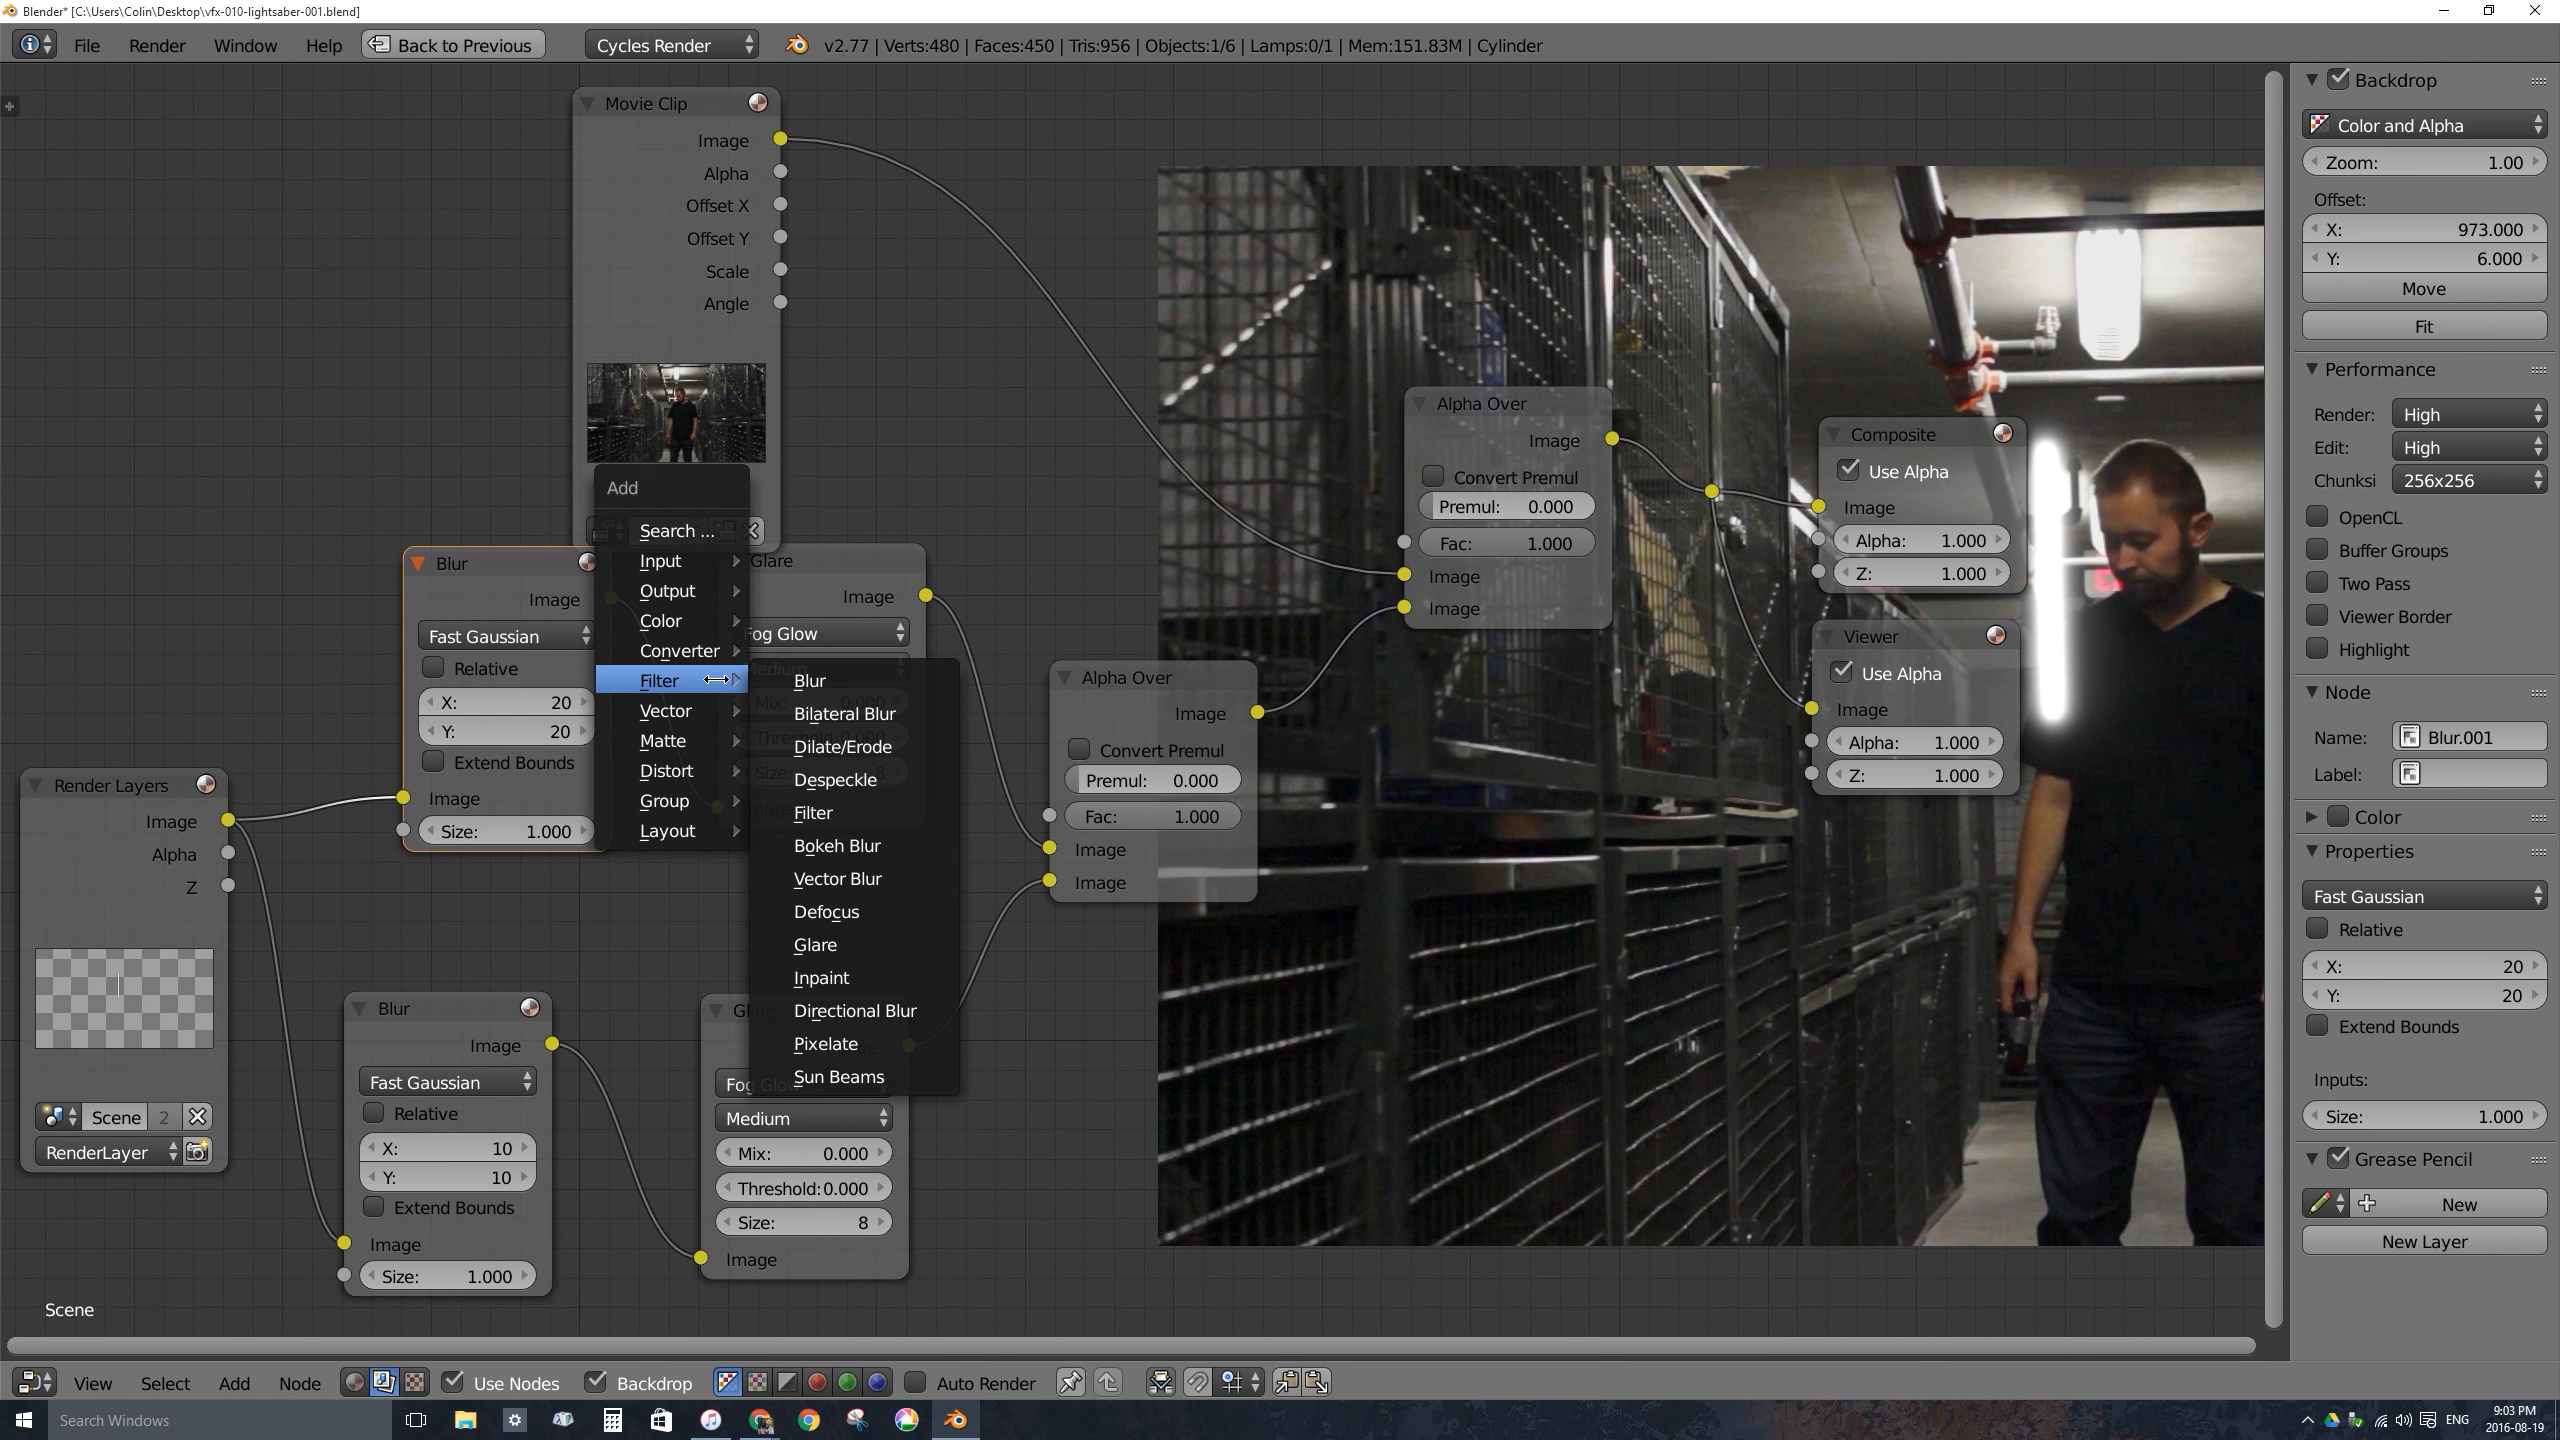 Blender* [C:\Users\Colin\Desktop\vfx-010-lightsaber-001.blend]
File Render Window Help Back to Previous Cycles Render v2.77 | Verts:480 | Faces:450 | Tris:956 | Objects:1/6 | Lamps:0/1 | Mem:151.83M | Cylinder
Movie Clip
Image
Alpha
Offset X
Offset Y
Scale
Angle
Add
Search ...
Input
Output
Color
Converter
Filter
Vector
Matte
Distort
Group
Layout
Blur
Bilateral Blur
Dilate/Erode
Despeckle
Filter
Bokeh Blur
Vector Blur
Defocus
Glare
Inpaint
Directional Blur
Pixelate
Sun Beams
Blur
Image
Fast Gaussian
Relative
X: 20
Y: 20
Extend Bounds
Image
Size: 1.000
Glare
Image
Fog Glow
Render Layers
Image
Alpha
Z
Scene 2
RenderLayer
Blur
Image
Fast Gaussian
Relative
X: 10
Y: 10
Extend Bounds
Image
Size: 1.000
Medium
Mix: 0.000
Threshold: 0.000
Size: 8
Image
Alpha Over
Image
Convert Premul
Premul: 0.000
Fac: 1.000
Image
Image
Alpha Over
Image
Convert Premul
Premul: 0.000
Fac: 1.000
Image
Image
Composite
Use Alpha
Image
Alpha: 1.000
Z: 1.000
Viewer
Use Alpha
Image
Alpha: 1.000
Z: 1.000
Backdrop
Color and Alpha
Zoom: 1.00
Offset:
X: 973.000
Y: 6.000
Move
Fit
Performance
Render: High
Edit: High
Chunksi 256x256
OpenCL
Buffer Groups
Two Pass
Viewer Border
Highlight
Node
Name: Blur.001
Label:
Color
Properties
Fast Gaussian
Relative
X: 20
Y: 20
Extend Bounds
Inputs:
Size: 1.000
Grease Pencil
New
New Layer
Scene
View Select Add Node Use Nodes Backdrop Auto Render
Search Windows
ENG
9:03 PM
2016-08-19